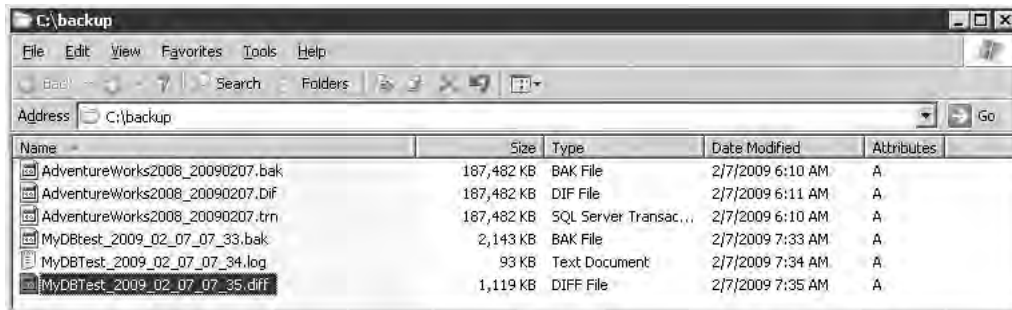 C:\backup
File Edit View Favorites Tools Help
Back Search Folders
Address C:\backup Go
Name Size Type Date Modified Attributes
AdventureWorks2008_20090207.bak 187,482 KB BAK File 2/7/2009 6:10 AM A
AdventureWorks2008_20090207.Dif 187,482 KB DIF File 2/7/2009 6:11 AM A
AdventureWorks2008_20090207.trn 187,482 KB SQL Server Transac... 2/7/2009 6:10 AM A
MyDBtest_2009_02_07_07_33.bak 2,143 KB BAK File 2/7/2009 7:33 AM A
MyDBTest_2009_02_07_07_34.log 93 KB Text Document 2/7/2009 7:34 AM A
MyDBTest_2009_02_07_07_35.diff 1,119 KB DIFF File 2/7/2009 7:35 AM A